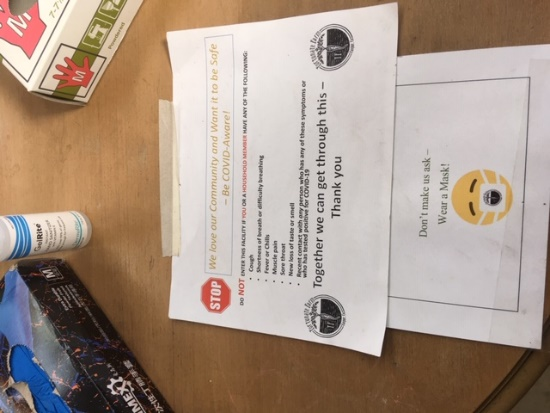 We love our Community and Want it to be Safe
– Be COVID-Aware!
STOP
DO NOT ENTER THIS FACILITY IF YOU OR A HOUSEHOLD MEMBER HAVE ANY OF THE FOLLOWING:
• Cough
• Shortness of breath or difficulty breathing
• Fever or Chills
• Muscle pain
• Sore throat
• New loss of taste or smell
• Recent contact with any person who has any of these symptoms or
who has tested positive for COVID-19
Together we can get through this –
Thank you
Don't make us ask –
Wear a Mask!
M
M